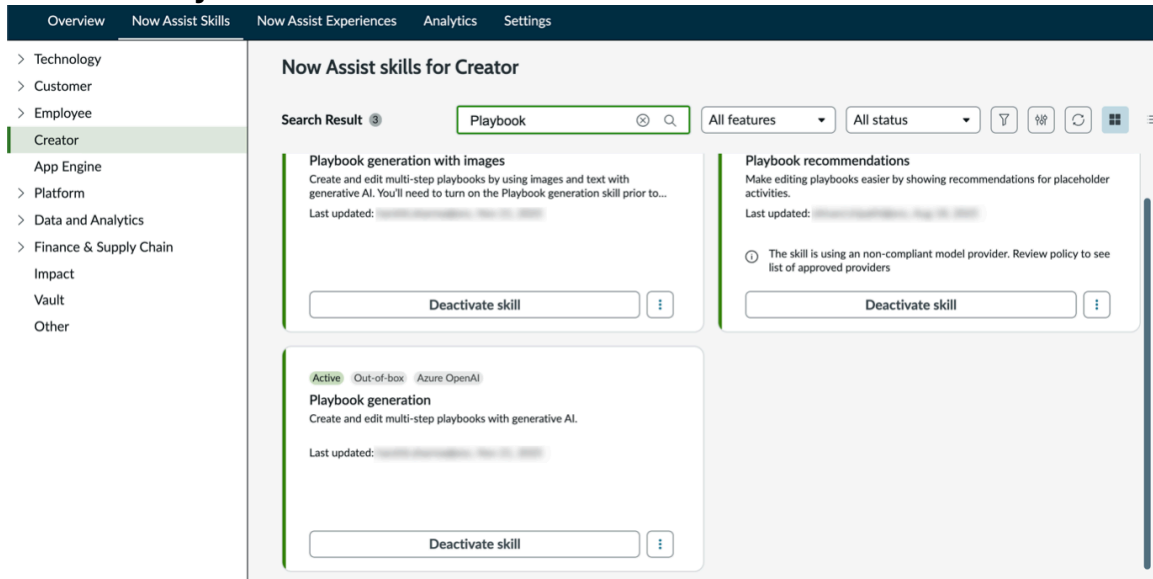 Overview Now Assist Skills Now Assist Experiences Analytics Settings
Technology
Customer
Employee
Creator
App Engine
Platform
Data and Analytics
Finance & Supply Chain
Impact
Vault
Other
Now Assist skills for Creator
Search Result 3
Playbook
All features
All status
Playbook generation with images
Create and edit multi-step playbooks by using images and text with
generative AI. You'll need to turn on the Playbook generation skill prior to...
Last updated:
Deactivate skill
Playbook recommendations
Make editing playbooks easier by showing recommendations for placeholder
activities.
Last updated:
The skill is using an non-compliant model provider. Review policy to see
list of approved providers
Deactivate skill
Active Out-of-box Azure OpenAI
Playbook generation
Create and edit multi-step playbooks with generative AI.
Last updated:
Deactivate skill